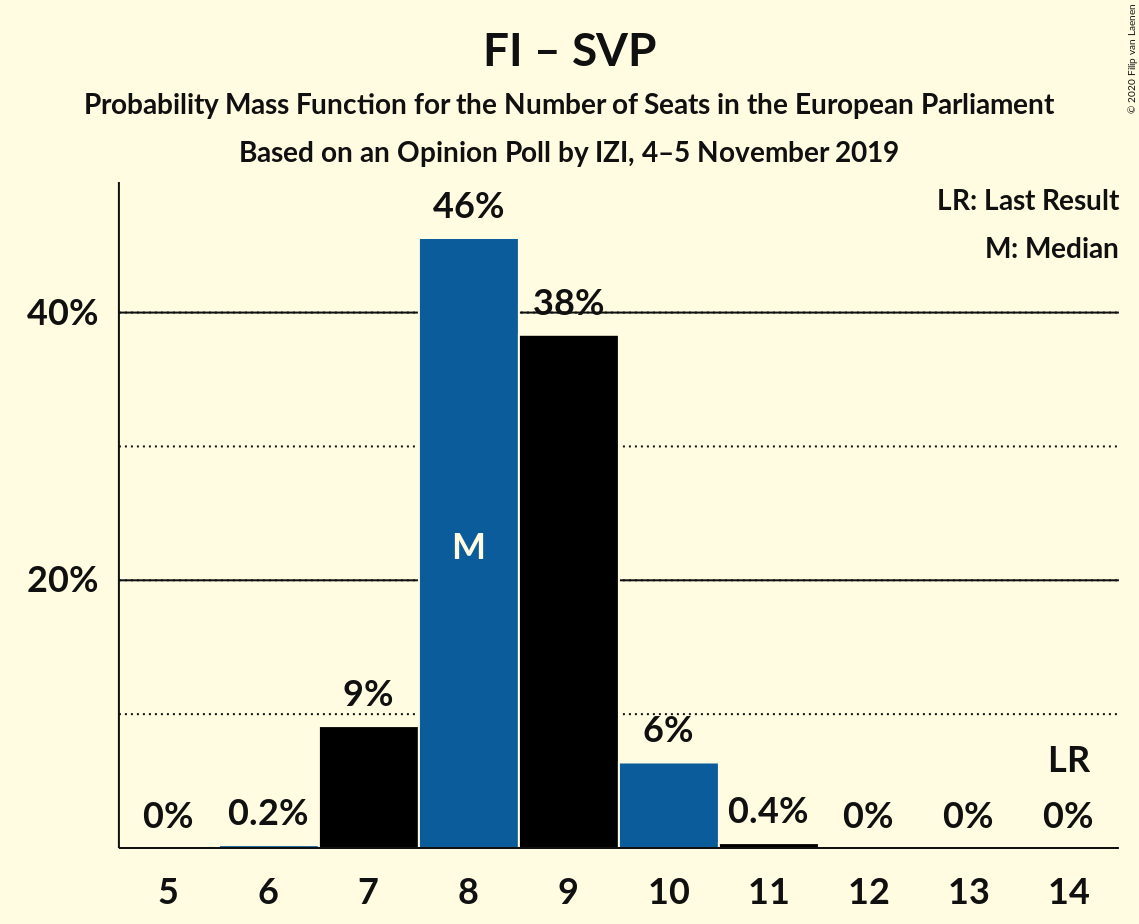 FI – SVP
Probability Mass Function for the Number of Seats in the European Parliament
Based on an Opinion Poll by IZI, 4–5 November 2019
© 2020 Filip van Laenen
LR: Last Result
M: Median
40%
20%
0%
0.2%
9%
46%
M
38%
6%
0.4%
0%
0%
LR
0%
5 6 7 8 9 10 11 12 13 14